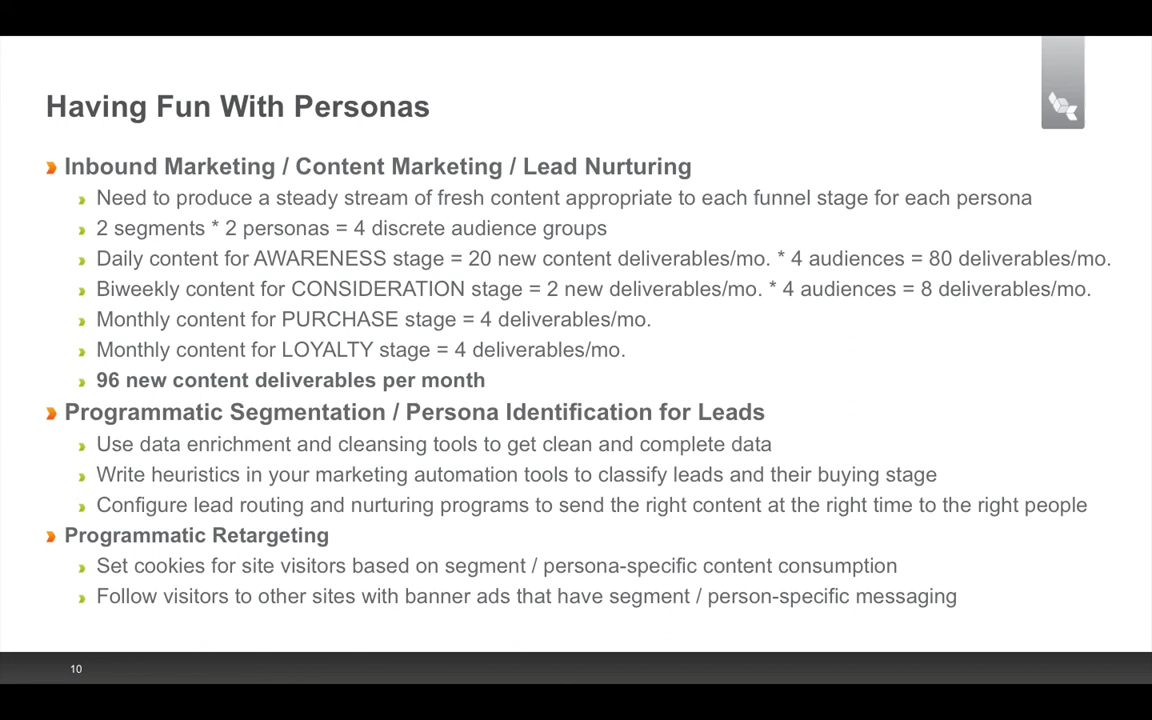 Having Fun With Personas
Inbound Marketing / Content Marketing / Lead Nurturing
Need to produce a steady stream of fresh content appropriate to each funnel stage for each persona
2 segments * 2 personas = 4 discrete audience groups
Daily content for AWARENESS stage = 20 new content deliverables/mo. * 4 audiences = 80 deliverables/mo.
Biweekly content for CONSIDERATION stage = 2 new deliverables/mo. * 4 audiences = 8 deliverables/mo.
Monthly content for PURCHASE stage = 4 deliverables/mo.
Monthly content for LOYALTY stage = 4 deliverables/mo.
96 new content deliverables per month
Programmatic Segmentation / Persona Identification for Leads
Use data enrichment and cleansing tools to get clean and complete data
Write heuristics in your marketing automation tools to classify leads and their buying stage
Configure lead routing and nurturing programs to send the right content at the right time to the right people
Programmatic Retargeting
Set cookies for site visitors based on segment / persona-specific content consumption
Follow visitors to other sites with banner ads that have segment / person-specific messaging
10